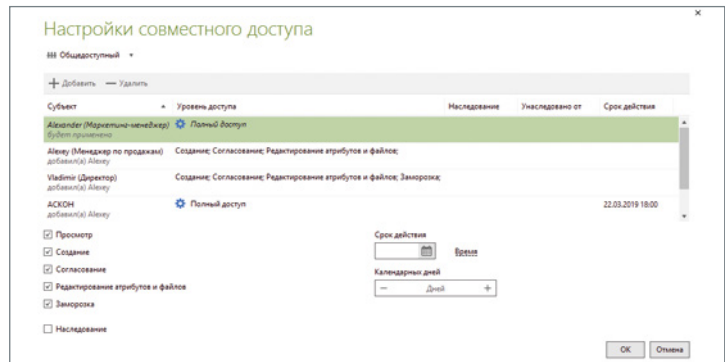 Настройки совместного доступа
Общедоступный
Добавить Удалить
Субъект Уровень доступа Наследование Унаследовано от Срок действия
Alexander (Маркетинг-менеджер) Полный доступ
будет применено
Alexey (Менеджер по продажам) Создание; Согласование; Редактирование атрибутов и файлов;
добавил(а) Alexey
Vladimir (Директор) Создание; Согласование; Редактирование атрибутов и файлов; Заморозка;
добавил(а) Alexey
АСКОН Полный доступ 22.03.2019 18:00
добавил(а) Alexey
Просмотр Срок действия
Создание Время
Согласование Календарных дней
Редактирование атрибутов и файлов Дней
Заморозка
Наследование
OK Отмена